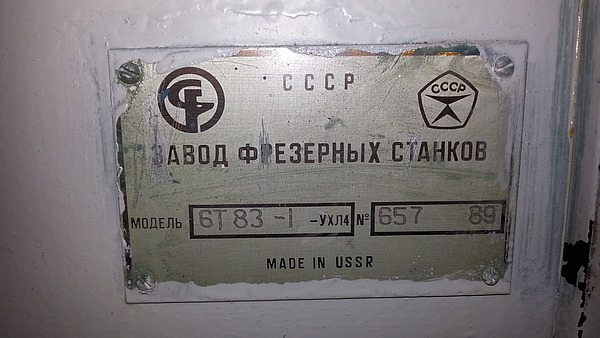 СССР
СССР
ЗАВОД ФРЕЗЕРНЫХ СТАНКОВ
МОДЕЛЬ 6Т83-1 -УХЛ4 № 657 89
MADE IN USSR